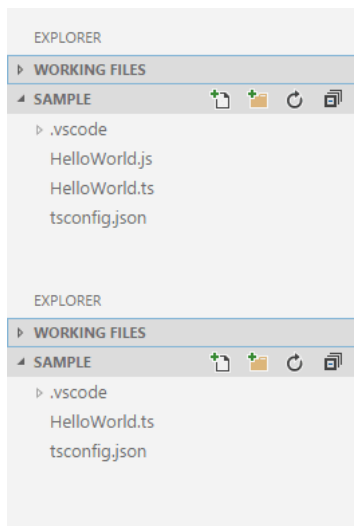 EXPLORER
WORKING FILES
SAMPLE
.vscode
HelloWorld.js
HelloWorld.ts
tsconfig.json
EXPLORER
WORKING FILES
SAMPLE
.vscode
HelloWorld.ts
tsconfig.json